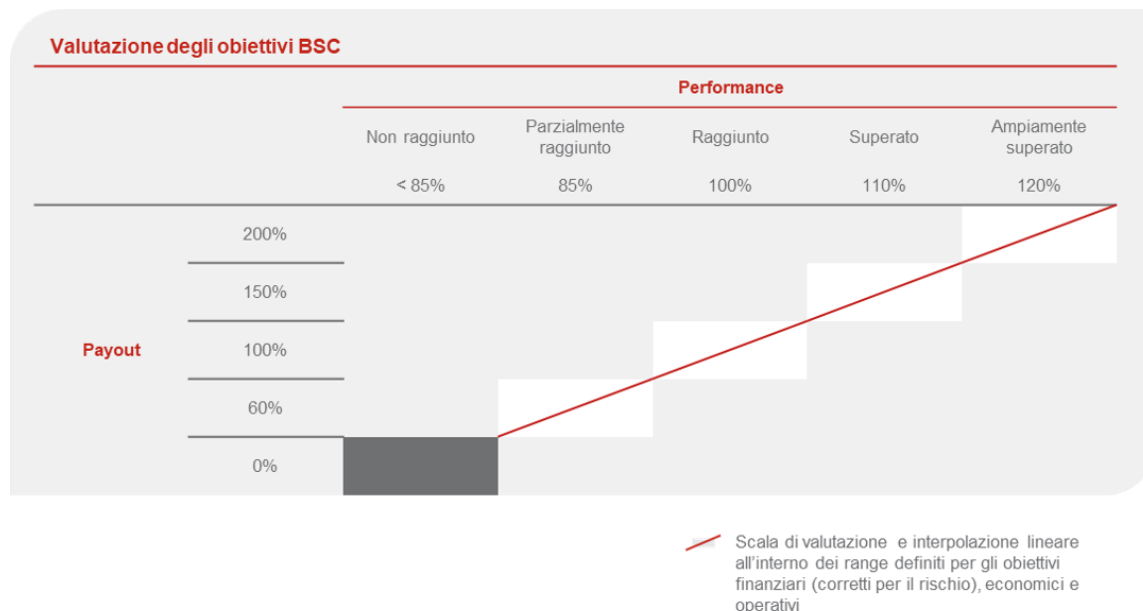 Valutazione degli obiettivi BSC
Performance
Non raggiunto
Parzialmente
raggiunto
Raggiunto
Superato
Ampiamente
superato
< 85%
85%
100%
110%
120%
200%
150%
Payout
100%
60%
0%
Scala di valutazione e interpolazione lineare
all'interno dei range definiti per gli obiettivi
finanziari (corretti per il rischio), economici e
operativi